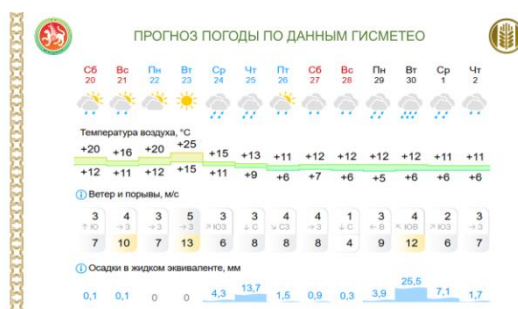 ПРОГНОЗ ПОГОДЫ ПО ДАННЫМ ГИСМЕТЕО
Сб Вс Пн Вт Ср Чт Пт Сб Вс Пн Вт Ср Чт
20 21 22 23 24 25 26 27 28 29 30 1 2
Температура воздуха, °C
+20 +16 +20 +25 +15 +13 +11 +12 +12 +12 +12 +11 +11
+12 +11 +12 +15 +11 +9 +6 +7 +6 +5 +6 +6 +6
Ветер и порывы, м/с
3 4 3 5 3 3 4 4 1 3 4 2 3
↑ Ю → З → З → З ↗ ЮЗ ↓ С ↘ СЗ → З ↓ С ← В ↖ ЮВ ↗ ЮЗ → З
7 10 7 13 6 8 8 8 4 9 12 6 7
Осадки в жидком эквиваленте, мм
0,1 0,1 0 0 4,3 13,7 1,5 0,9 0,3 3,9 25,5 7,1 1,7